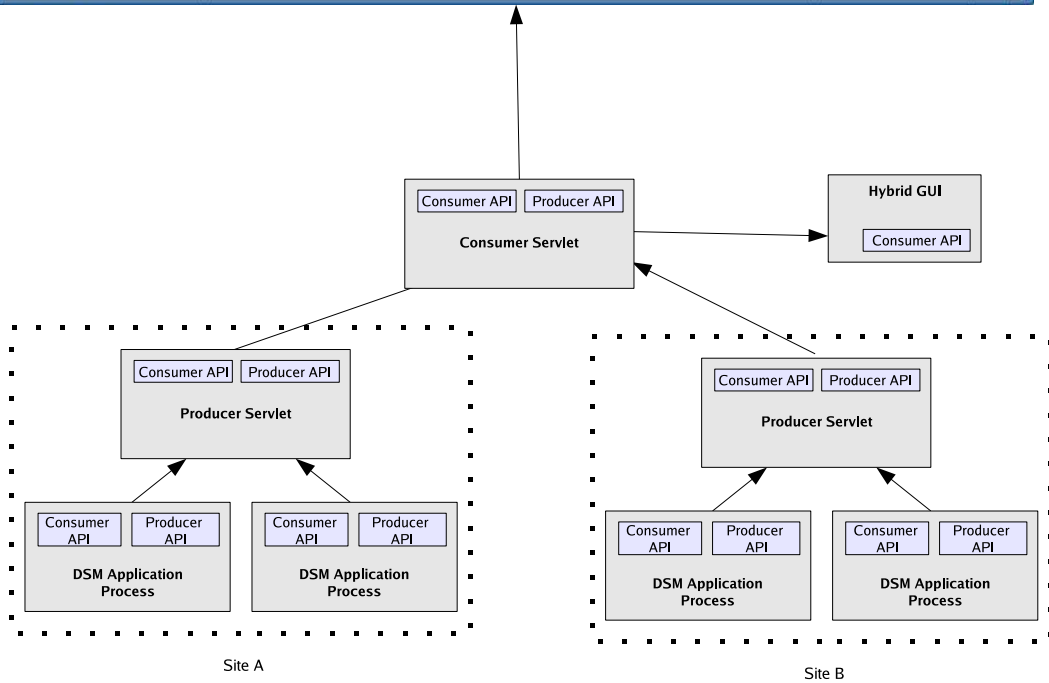 Consumer API
Producer API
Consumer Servlet
Hybrid GUI
Consumer API
Consumer API
Producer API
Producer Servlet
Consumer
API
Producer
API
DSM Application
Process
Consumer
API
Producer
API
DSM Application
Process
Site A
Consumer API
Producer API
Producer Servlet
Consumer
API
Producer
API
DSM Application
Process
Consumer
API
Producer
API
DSM Application
Process
Site B